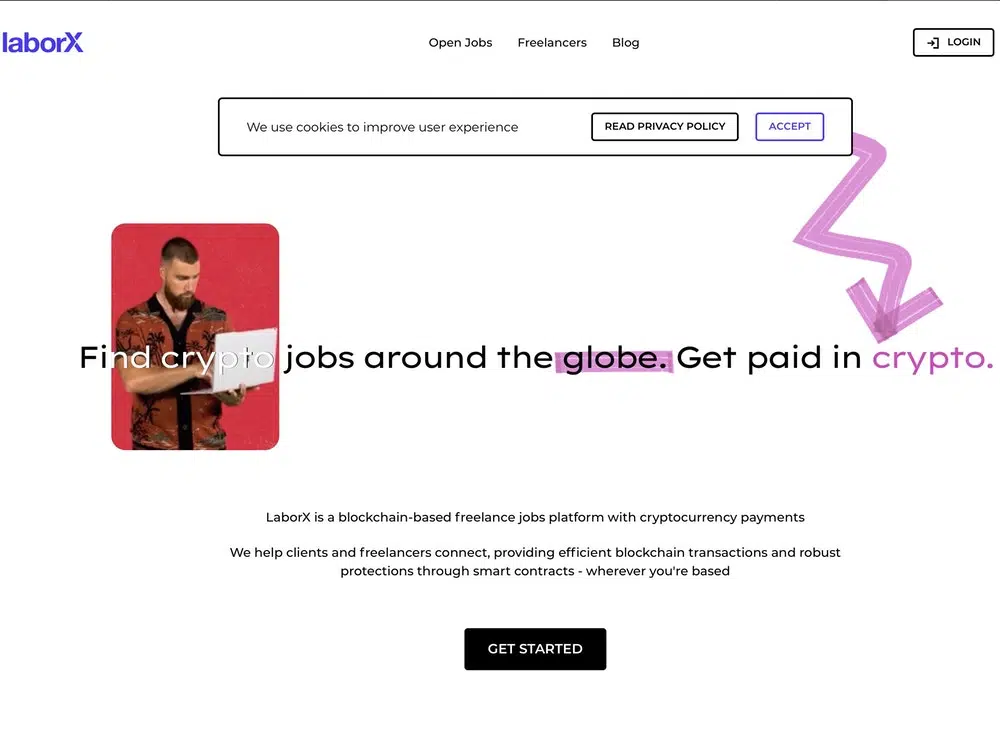 laborX
Open Jobs Freelancers Blog
LOGIN
We use cookies to improve user experience
READ PRIVACY POLICY
ACCEPT
Find crypto jobs around the globe. Get paid in crypto.
LaborX is a blockchain-based freelance jobs platform with cryptocurrency payments
We help clients and freelancers connect, providing efficient blockchain transactions and robust
protections through smart contracts - wherever you're based
GET STARTED